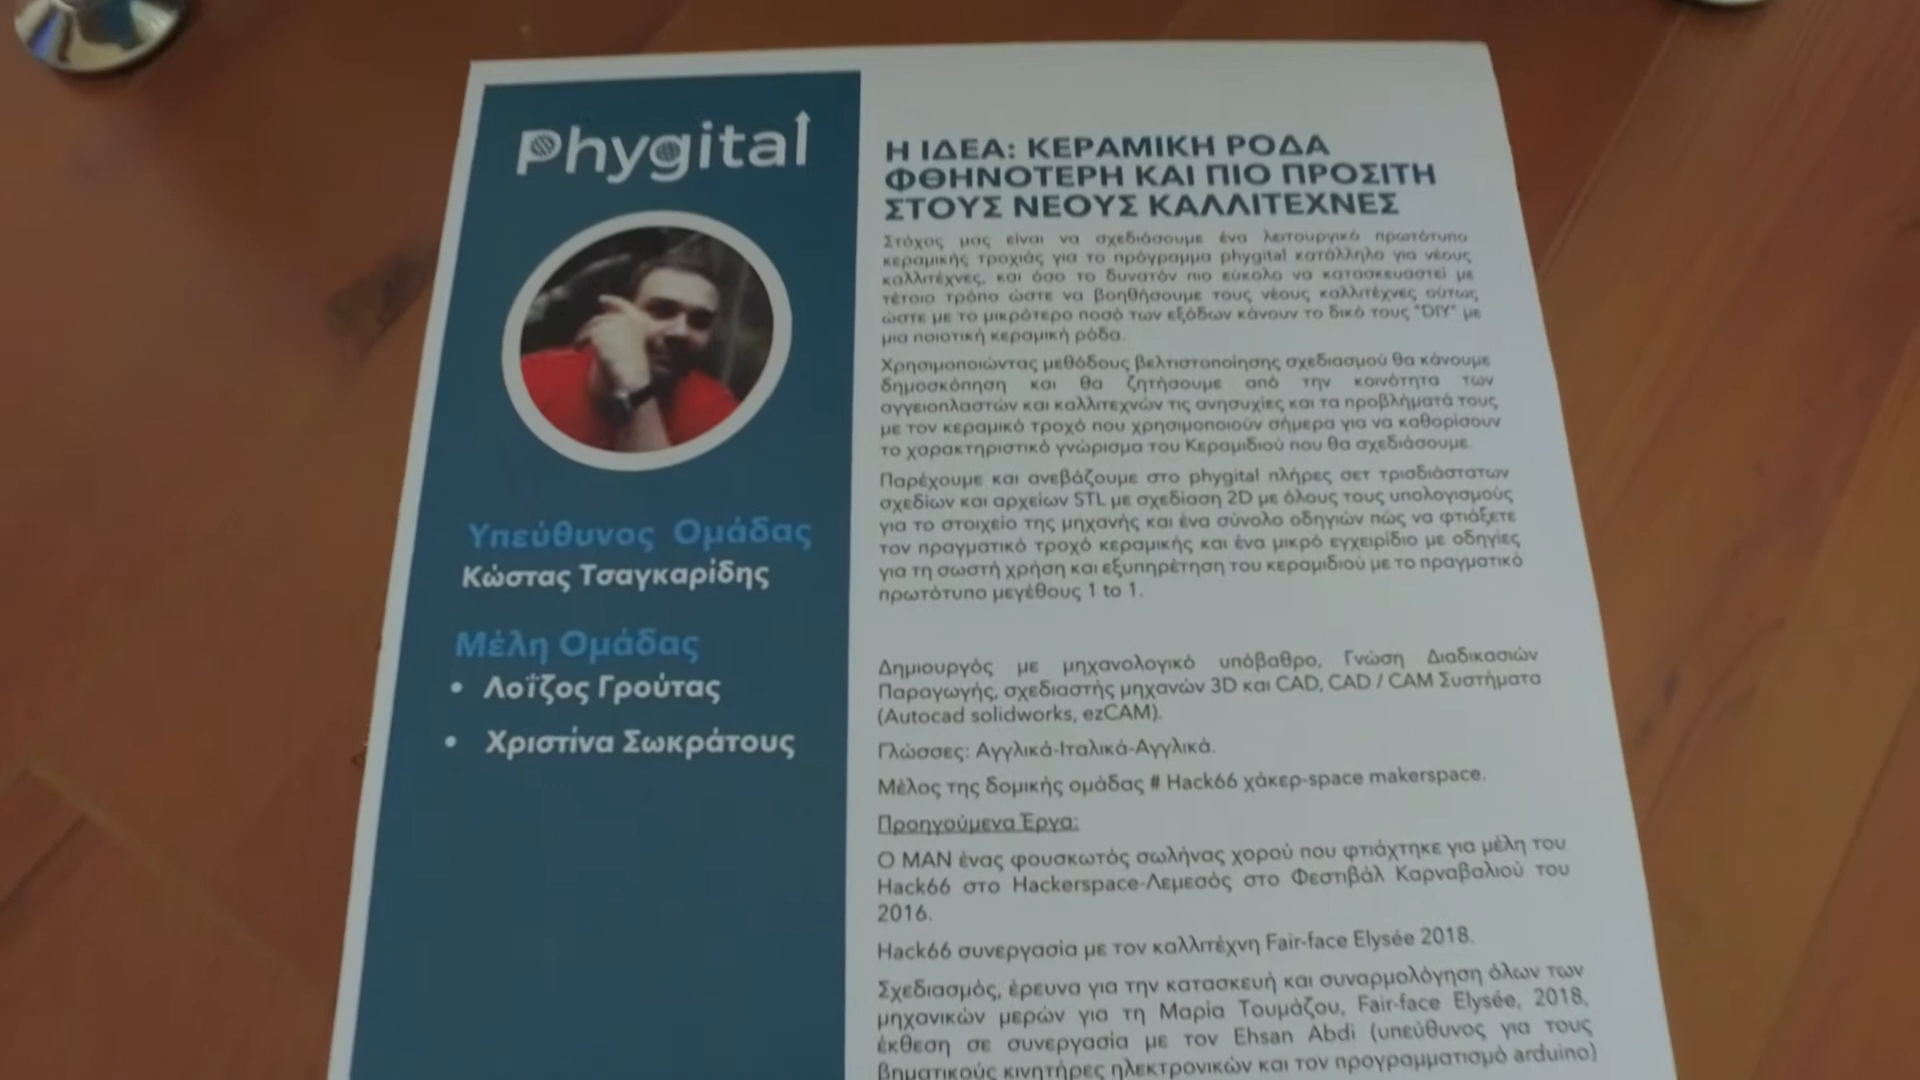 Phygital
Υπεύθυνος Ομάδας
Κώστας Τσαγκαρίδης
Μέλη Ομάδας
• Λοΐζος Γρούτας
• Χριστίνα Σωκράτους
Η ΙΔΕΑ: ΚΕΡΑΜΙΚΗ ΡΟΔΑ
ΦΘΗΝΟΤΕΡΗ ΚΑΙ ΠΙΟ ΠΡΟΣΙΤΗ
ΣΤΟΥΣ ΝΕΟΥΣ ΚΑΛΛΙΤΕΧΝΕΣ
Στόχος μας είναι να σχεδιάσουμε ένα λειτουργικό πρωτότυπο
κεραμικής τροχιάς για το πρόγραμμα phygital κατάλληλο για νέους
καλλιτέχνες, και όσο το δυνατόν πιο εύκολο να κατασκευαστεί με
τέτοιο τρόπο ώστε να βοηθήσουμε τους νέους καλλιτέχνες ούτως
ώστε με το μικρότερο ποσό των εξόδων κάνουν το δικό τους "DIY" με
μια ποιοτική κεραμική ρόδα.
Χρησιμοποιώντας μεθόδους βελτιστοποίησης σχεδιασμού θα κάνουμε
δημοσκόπηση και θα ζητήσουμε από την κοινότητα των
αγγειοπλαστών και καλλιτεχνών τις ανησυχίες και τα προβλήματά τους
με τον κεραμικό τροχό που χρησιμοποιούν σήμερα για να καθορίσουν
το χαρακτηριστικό γνώρισμα του Κεραμιδιού που θα σχεδιάσουμε.
Παρέχουμε και ανεβάζουμε στο phygital πλήρες σετ τρισδιάστατων
σχεδίων και αρχείων STL με σχεδίαση 2D με όλους τους υπολογισμούς
για το στοιχείο της μηχανής και ένα σύνολο οδηγιών πώς να φτιάξετε
τον πραγματικό τροχό κεραμικής και ένα μικρό εγχειρίδιο με οδηγίες
για τη σωστή χρήση και εξυπηρέτηση του κεραμιδιού με το πραγματικό
πρωτότυπο μεγέθους 1 to 1.
Δημιουργός με μηχανολογικό υπόβαθρο, Γνώση Διαδικασιών
Παραγωγής, σχεδιαστής μηχανών 3D και CAD, CAD / CAM Συστήματα
(Autocad solidworks, ezCAM).
Γλώσσες: Αγγλικά-Ιταλικά-Αγγλικά.
Μέλος της δομικής ομάδας # Hack66 χάκερ-space makerspace.
Προηγούμενα Έργα:
Ο MAN ένας φουσκωτός σωλήνας χορού που φτιάχτηκε για μέλη του
Hack66 στο Hackerspace-Λεμεσός στο Φεστιβάλ Καρναβαλιού του
2016.
Hack66 συνεργασία με τον καλλιτέχνη Fair-face Elysée 2018.
Σχεδιασμός, έρευνα για την κατασκευή και συναρμολόγηση όλων των
μηχανικών μερών για τη Μαρία Τουμάζου, Fair-face Elysée, 2018,
έκθεση σε συνεργασία με τον Ehsan Abdi (υπεύθυνος για τους
βηματικούς κινητήρες ηλεκτρονικών και τον προγραμματισμό arduino)